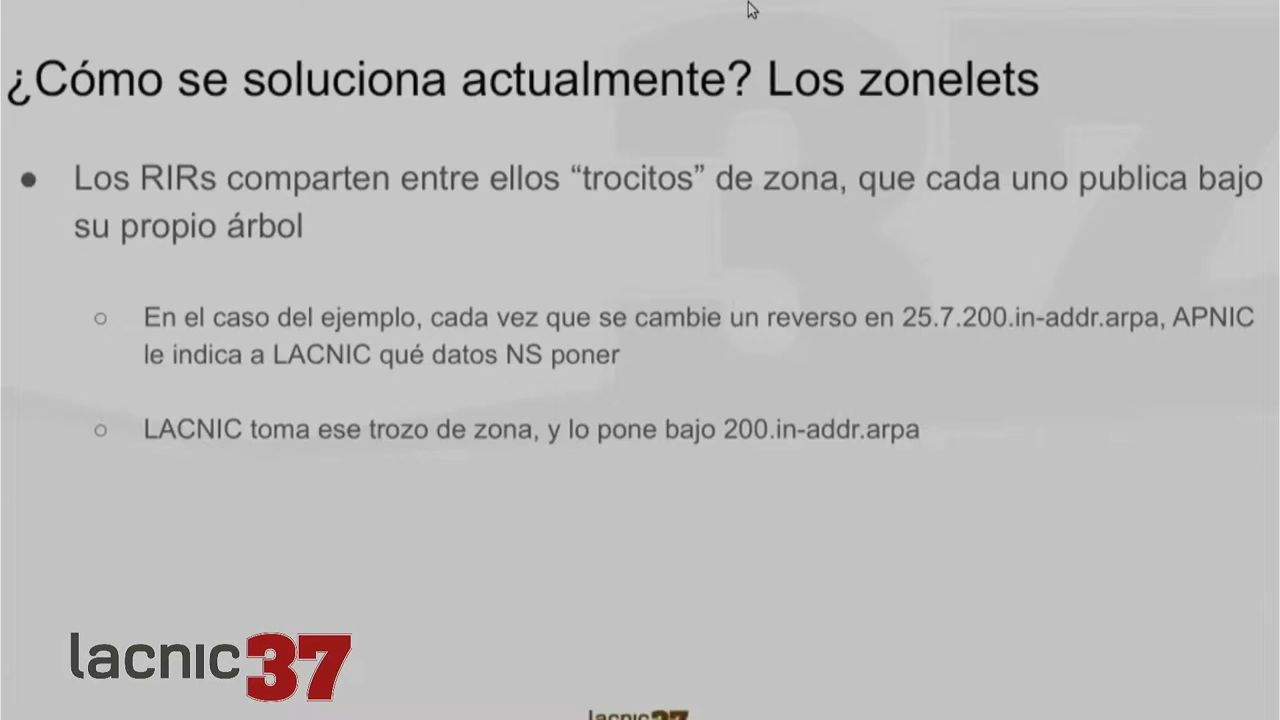 ¿Cómo se soluciona actualmente? Los zonelets
● Los RIRs comparten entre ellos “trocitos” de zona, que cada uno publica bajo
su propio árbol
○ En el caso del ejemplo, cada vez que se cambie un reverso en 25.7.200.in-addr.arpa, APNIC
le indica a LACNIC qué datos NS poner
○ LACNIC toma ese trozo de zona, y lo pone bajo 200.in-addr.arpa
lacnic37
lacnic37